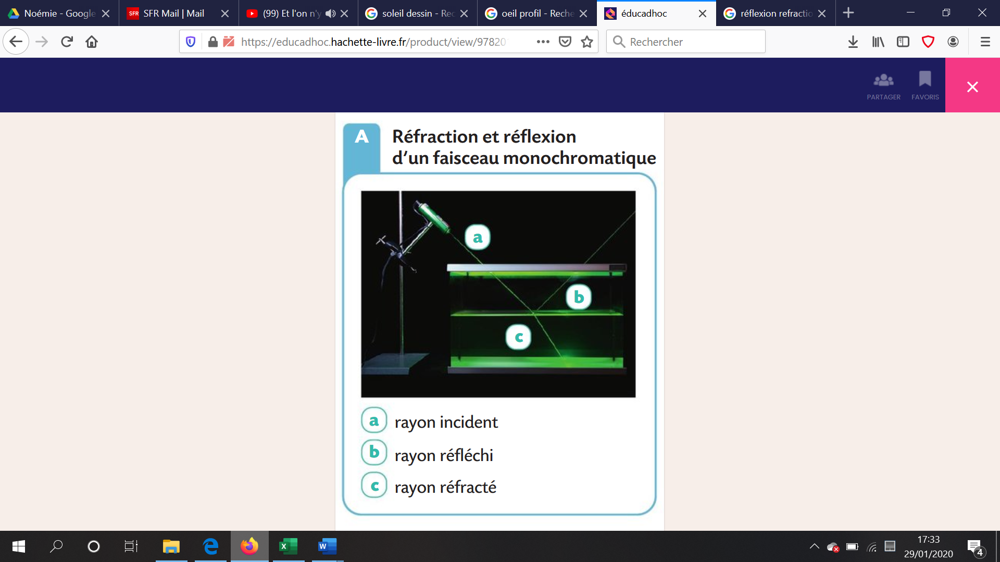 Noémie - Google
SFR Mail | Mail
(99) Et l'on n'y
soleil dessin - Rec
oeil profil - Reche
éducadhoc
réflexion refractio
https://educadhoc.hachette-livre.fr/product/view/97820
Rechercher
PARTAGER
FAVORIS
A
Réfraction et réflexion
d'un faisceau monochromatique
a
b
c
a rayon incident
b rayon réfléchi
c rayon réfracté
17:33
29/01/2020
4